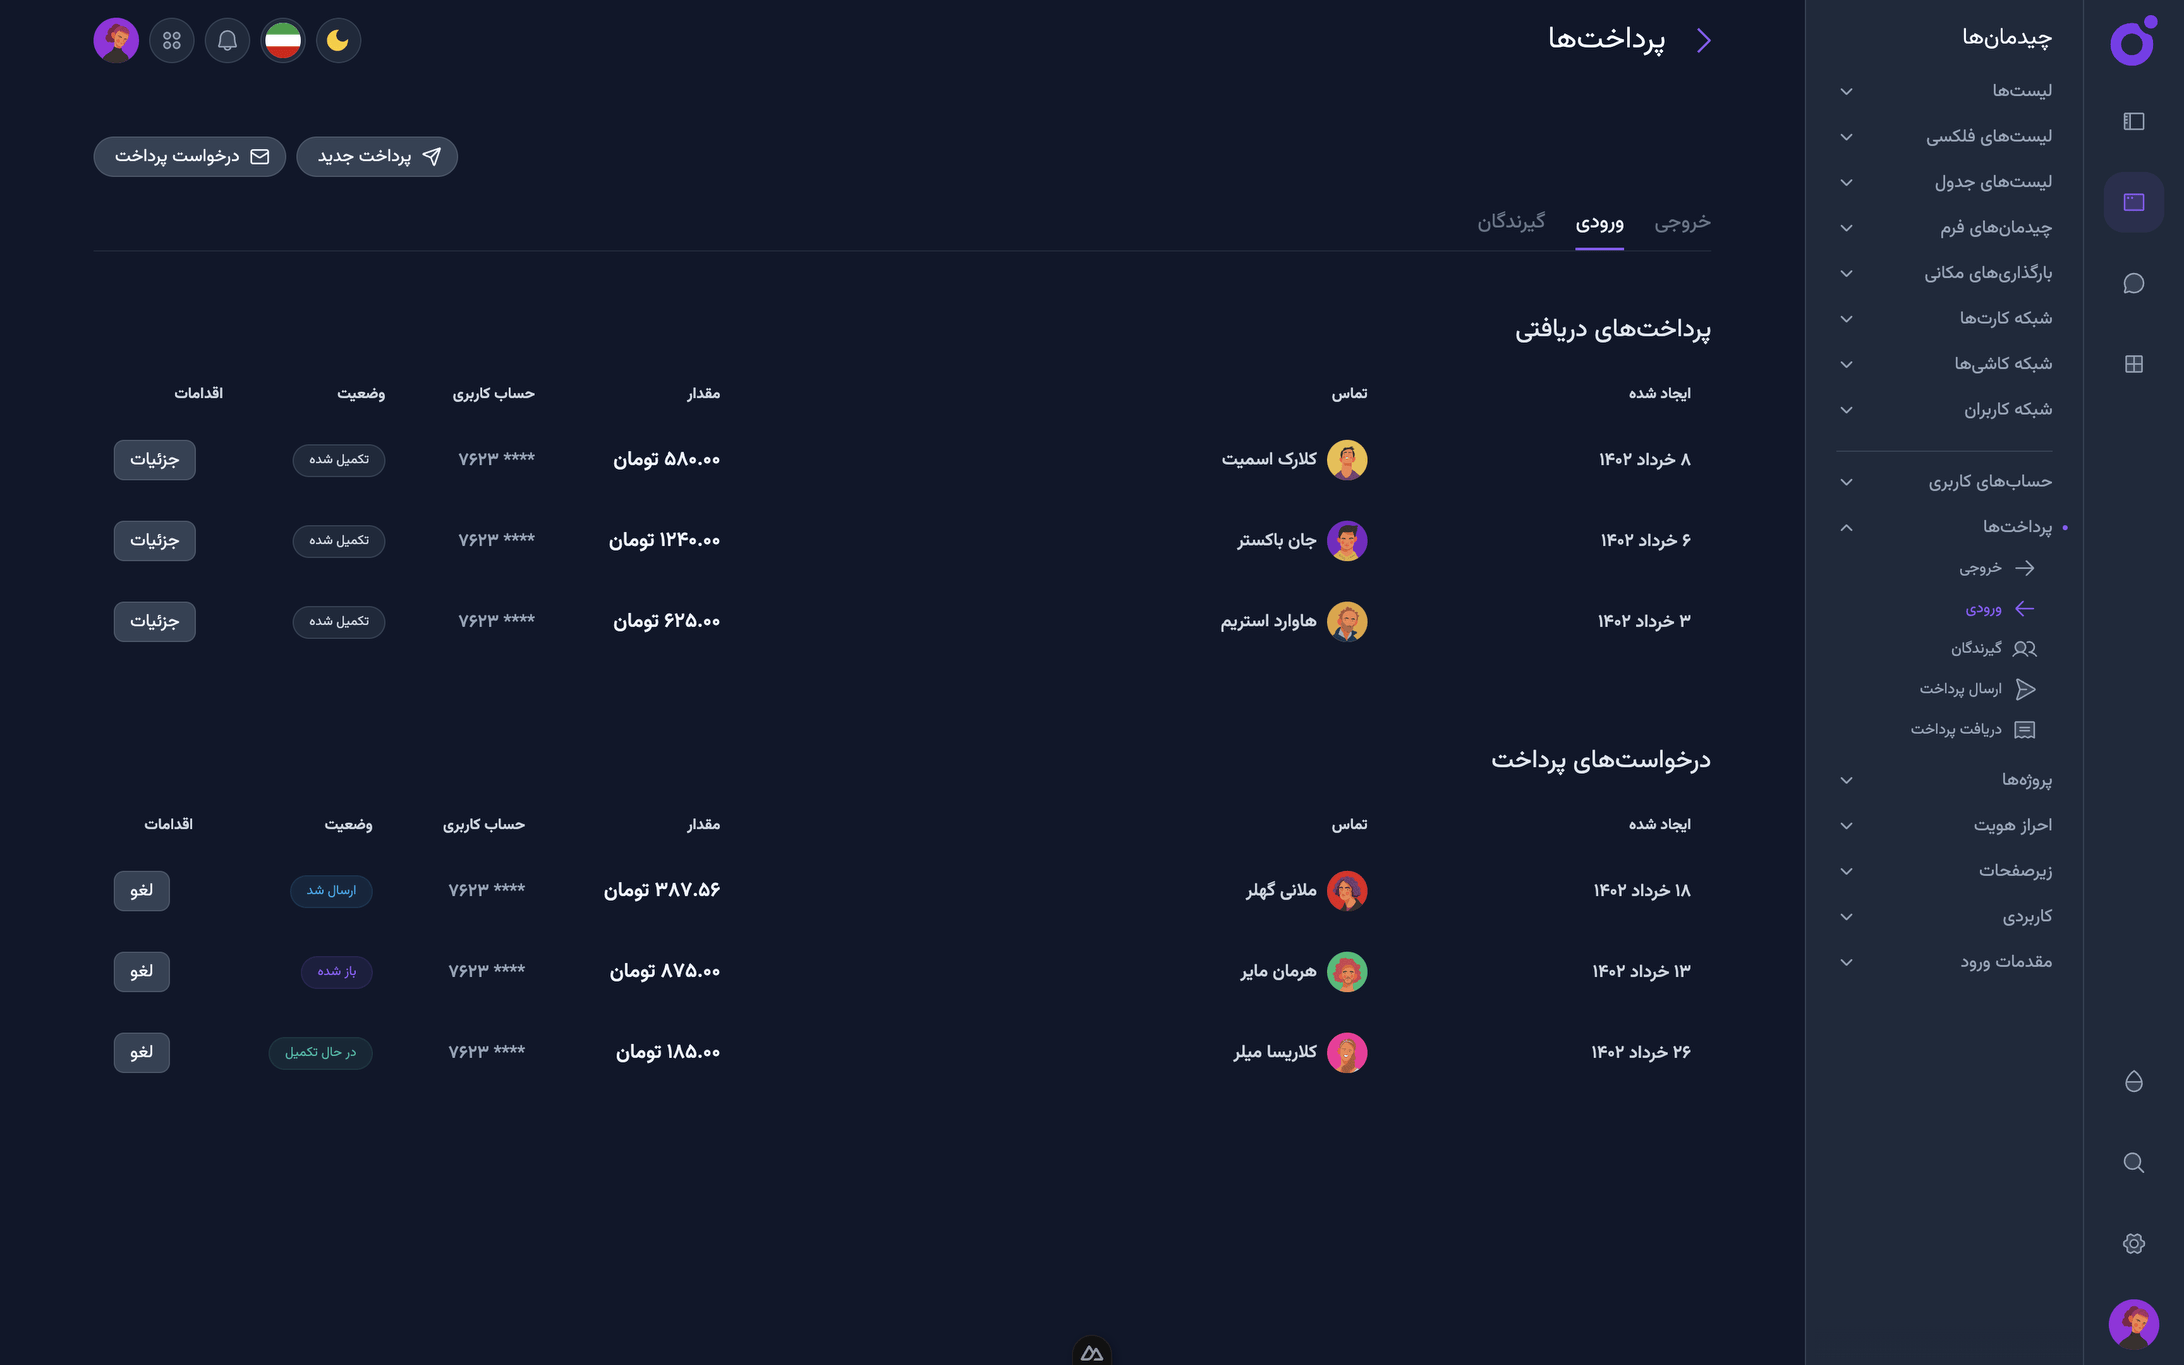 چیدمان‌ها
لیست‌ها
لیست‌های فلکسی
لیست‌های جدول
چیدمان‌های فرم
بارگذاری‌های مکانی
شبکه کارت‌ها
شبکه کاشی‌ها
شبکه کاربران
حساب‌های کاربری
پرداخت‌ها
خروجی
ورودی
گیرندگان
ارسال پرداخت
دریافت پرداخت
پروژه‌ها
احراز هویت
زیرصفحات
کاربردی
مقدمات ورود
پرداخت‌ها
پرداخت جدید درخواست پرداخت
خروجی ورودی گیرندگان
پرداخت‌های دریافتی
ایجاد شده تماس مقدار حساب کاربری وضعیت اقدامات
۸ خرداد ۱۴۰۲ کلارک اسمیت ۵۸۰.۰۰ تومان **** ۷۶۲۳ تکمیل شده جزئیات
۶ خرداد ۱۴۰۲ جان باکستر ۱۲۴۰.۰۰ تومان **** ۷۶۲۳ تکمیل شده جزئیات
۳ خرداد ۱۴۰۲ هاوارد استریم ۶۲۵.۰۰ تومان **** ۷۶۲۳ تکمیل شده جزئیات
درخواست‌های پرداخت
ایجاد شده تماس مقدار حساب کاربری وضعیت اقدامات
۱۸ خرداد ۱۴۰۲ ملانی گهلر ۳۸۷.۵۶ تومان **** ۷۶۲۳ ارسال شد لغو
۱۳ خرداد ۱۴۰۲ هرمان مایر ۸۷۵.۰۰ تومان **** ۷۶۲۳ باز شده لغو
۲۶ خرداد ۱۴۰۲ کلاریسا میلر ۱۸۵.۰۰ تومان **** ۷۶۲۳ در حال تکمیل لغو